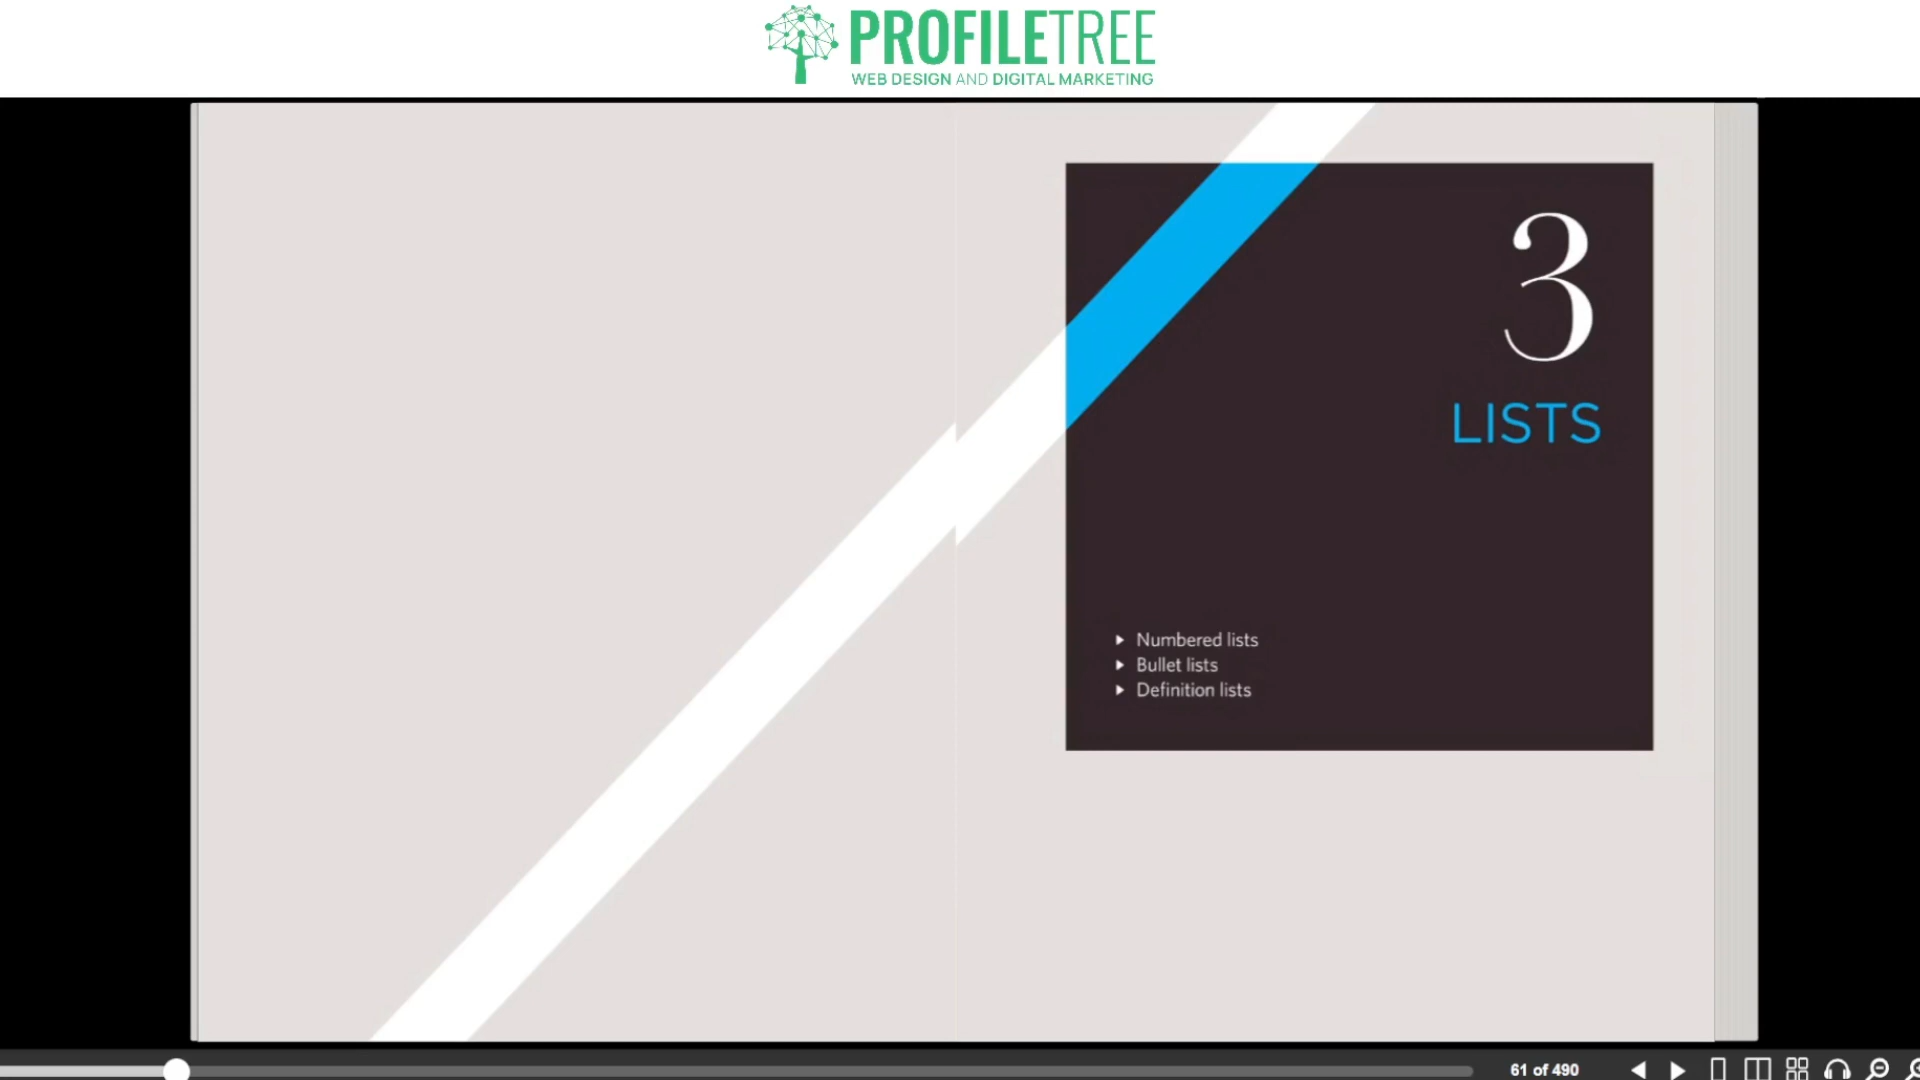 PROFILETREE
WEB DESIGN AND DIGITAL MARKETING
3
LISTS
Numbered lists
Bullet lists
Definition lists
61 of 490